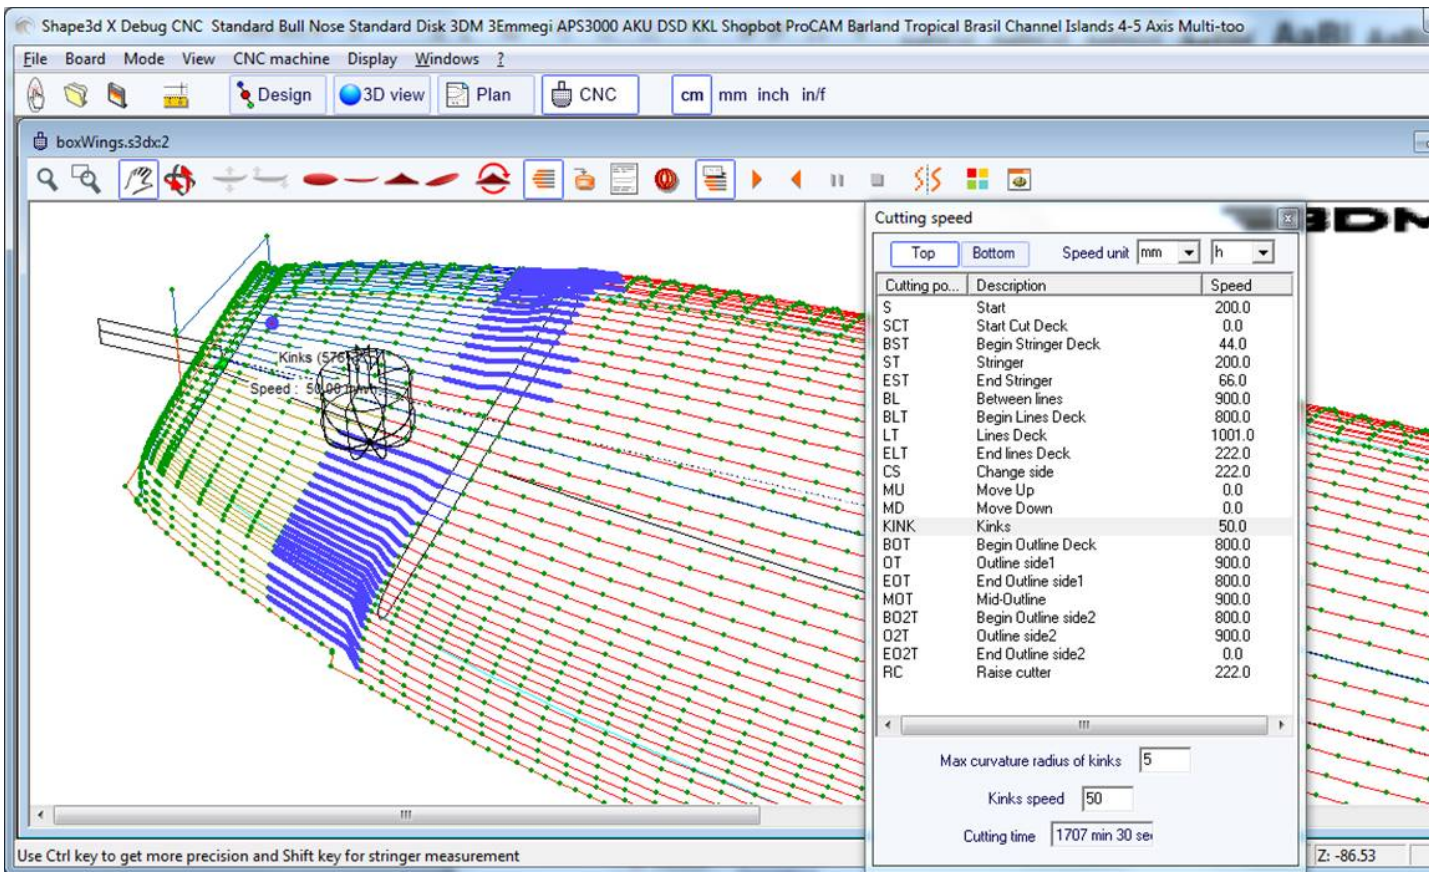 Shape3d X Debug CNC Standard Bull Nose Standard Disk 3DM 3Emmegi APS3000 AKU DSD KKL Shopbot ProCAM Barland Tropical Brasil Channel Islands 4-5 Axis Multi-too
File Board Mode View CNC machine Display Windows ?
Design 3D view Plan CNC cm mm inch in/f
boxWings.s3dx:2
3DM
Kinks (576
Speed : 50.00
Cutting speed
Top Bottom Speed unit mm h
Cutting po... Description Speed
S Start 200.0
SCT Start Cut Deck 0.0
BST Begin Stringer Deck 44.0
ST Stringer 200.0
EST End Stringer 66.0
BL Between lines 900.0
BLT Begin Lines Deck 800.0
LT Lines Deck 1001.0
ELT End lines Deck 222.0
CS Change side 222.0
MU Move Up 0.0
MD Move Down 0.0
KINK Kinks 50.0
BOT Begin Outline Deck 800.0
OT Outline side1 900.0
EOT End Outline side1 800.0
MOT Mid-Outline 900.0
BO2T Begin Outline side2 800.0
O2T Outline side2 900.0
EO2T End Outline side2 0.0
RC Raise cutter 222.0
Max curvature radius of kinks 5
Kinks speed 50
Cutting time 1707 min 30 se
Use Ctrl key to get more precision and Shift key for stringer measurement
Z: -86.53